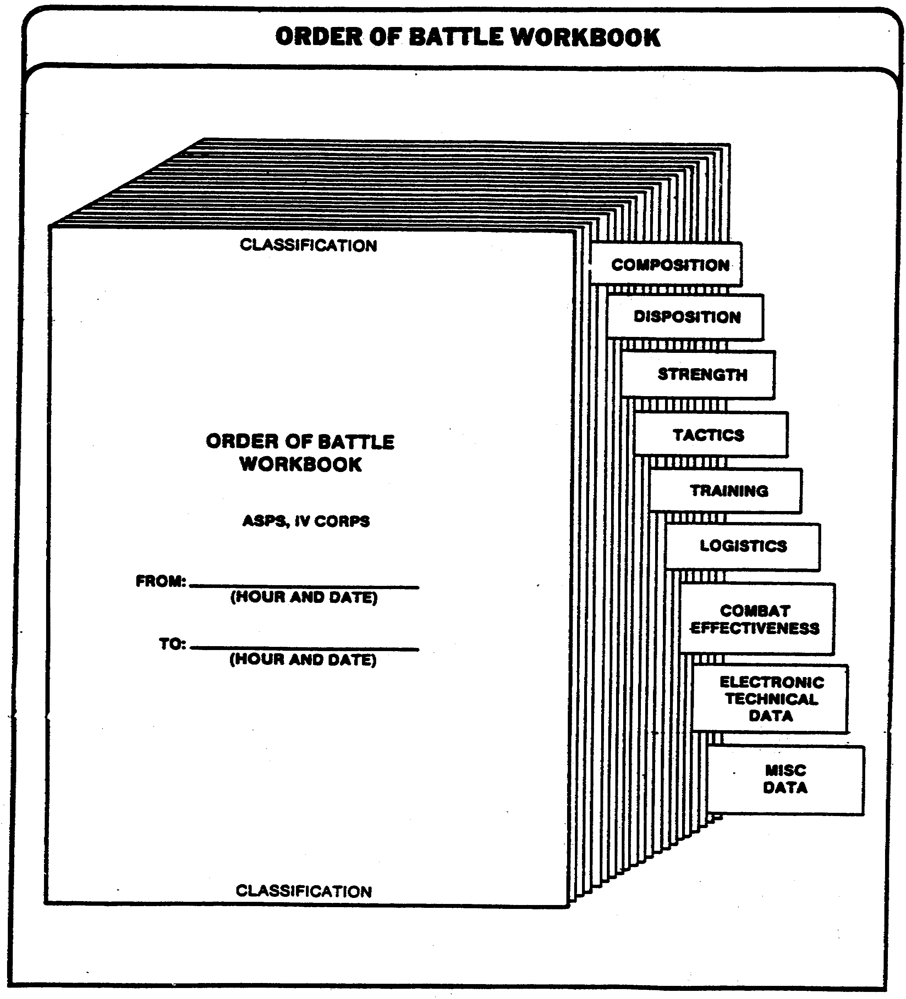 ORDER OF BATTLE WORKBOOK
CLASSIFICATION
ORDER OF BATTLE
WORKBOOK
ASPS, IV CORPS
FROM:
(HOUR AND DATE)
TO:
(HOUR AND DATE)
CLASSIFICATION
COMPOSITION
DISPOSITION
STRENGTH
TACTICS
TRAINING
LOGISTICS
COMBAT
EFFECTIVENESS
ELECTRONIC
TECHNICAL
DATA
MISC
DATA